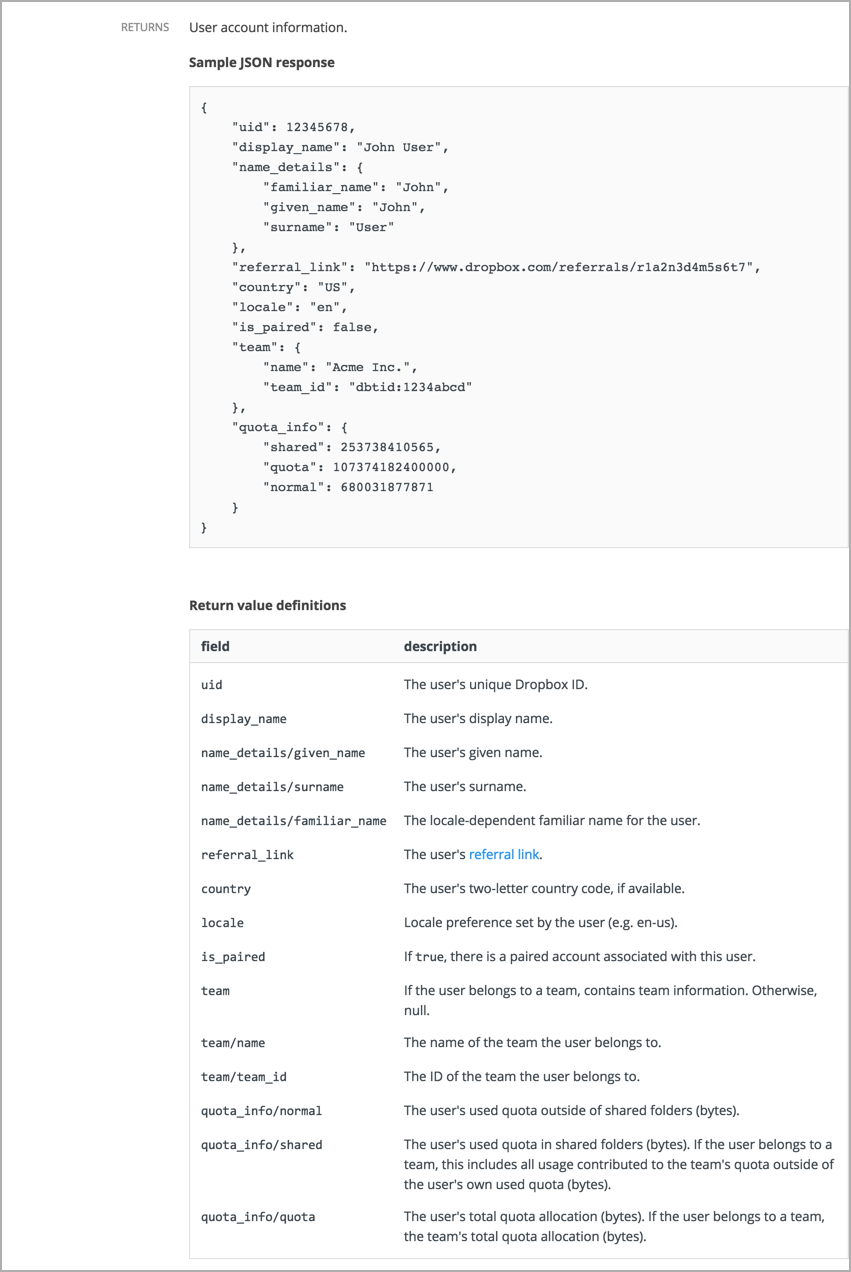 RETURNS User account information.
Sample JSON response
{
    "uid": 12345678,
    "display_name": "John User",
    "name_details": {
        "familiar_name": "John",
        "given_name": "John",
        "surname": "User"
    },
    "referral_link": "https://www.dropbox.com/referrals/r1a2n3d4m5s6t7",
    "country": "US",
    "locale": "en",
    "is_paired": false,
    "team": {
        "name": "Acme Inc.",
        "team_id": "dbtid:1234abcd"
    },
    "quota_info": {
        "shared": 253738410565,
        "quota": 107374182400000,
        "normal": 680031877871
    }
}
Return value definitions
field description
uid The user's unique Dropbox ID.
display_name The user's display name.
name_details/given_name The user's given name.
name_details/surname The user's surname.
name_details/familiar_name The locale-dependent familiar name for the user.
referral_link The user's referral link.
country The user's two-letter country code, if available.
locale Locale preference set by the user (e.g. en-us).
is_paired If true, there is a paired account associated with this user.
team If the user belongs to a team, contains team information. Otherwise,
null.
team/name The name of the team the user belongs to.
team/team_id The ID of the team the user belongs to.
quota_info/normal The user's used quota outside of shared folders (bytes).
quota_info/shared The user's used quota in shared folders (bytes). If the user belongs to a
team, this includes all usage contributed to the team's quota outside of
the user's own used quota (bytes).
quota_info/quota The user's total quota allocation (bytes). If the user belongs to a team,
the team's total quota allocation (bytes).